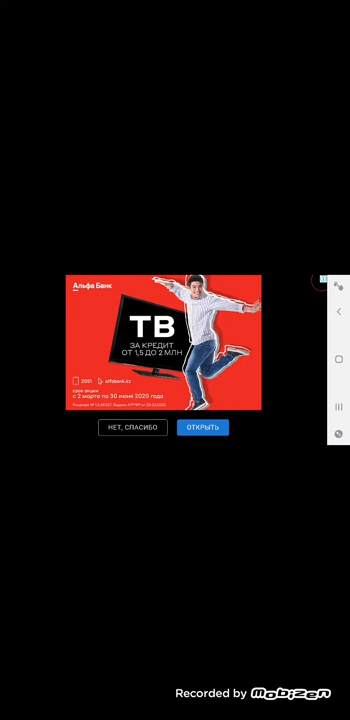 Альфа Банк
ТВ
ЗА КРЕДИТ
ОТ 1,5 ДО 2 МЛН
2051 alfabank.kz
срок акции
с 2 марта по 30 июня 2020 года
НЕТ, СПАСИБО
ОТКРЫТЬ
Recorded by Mobizen